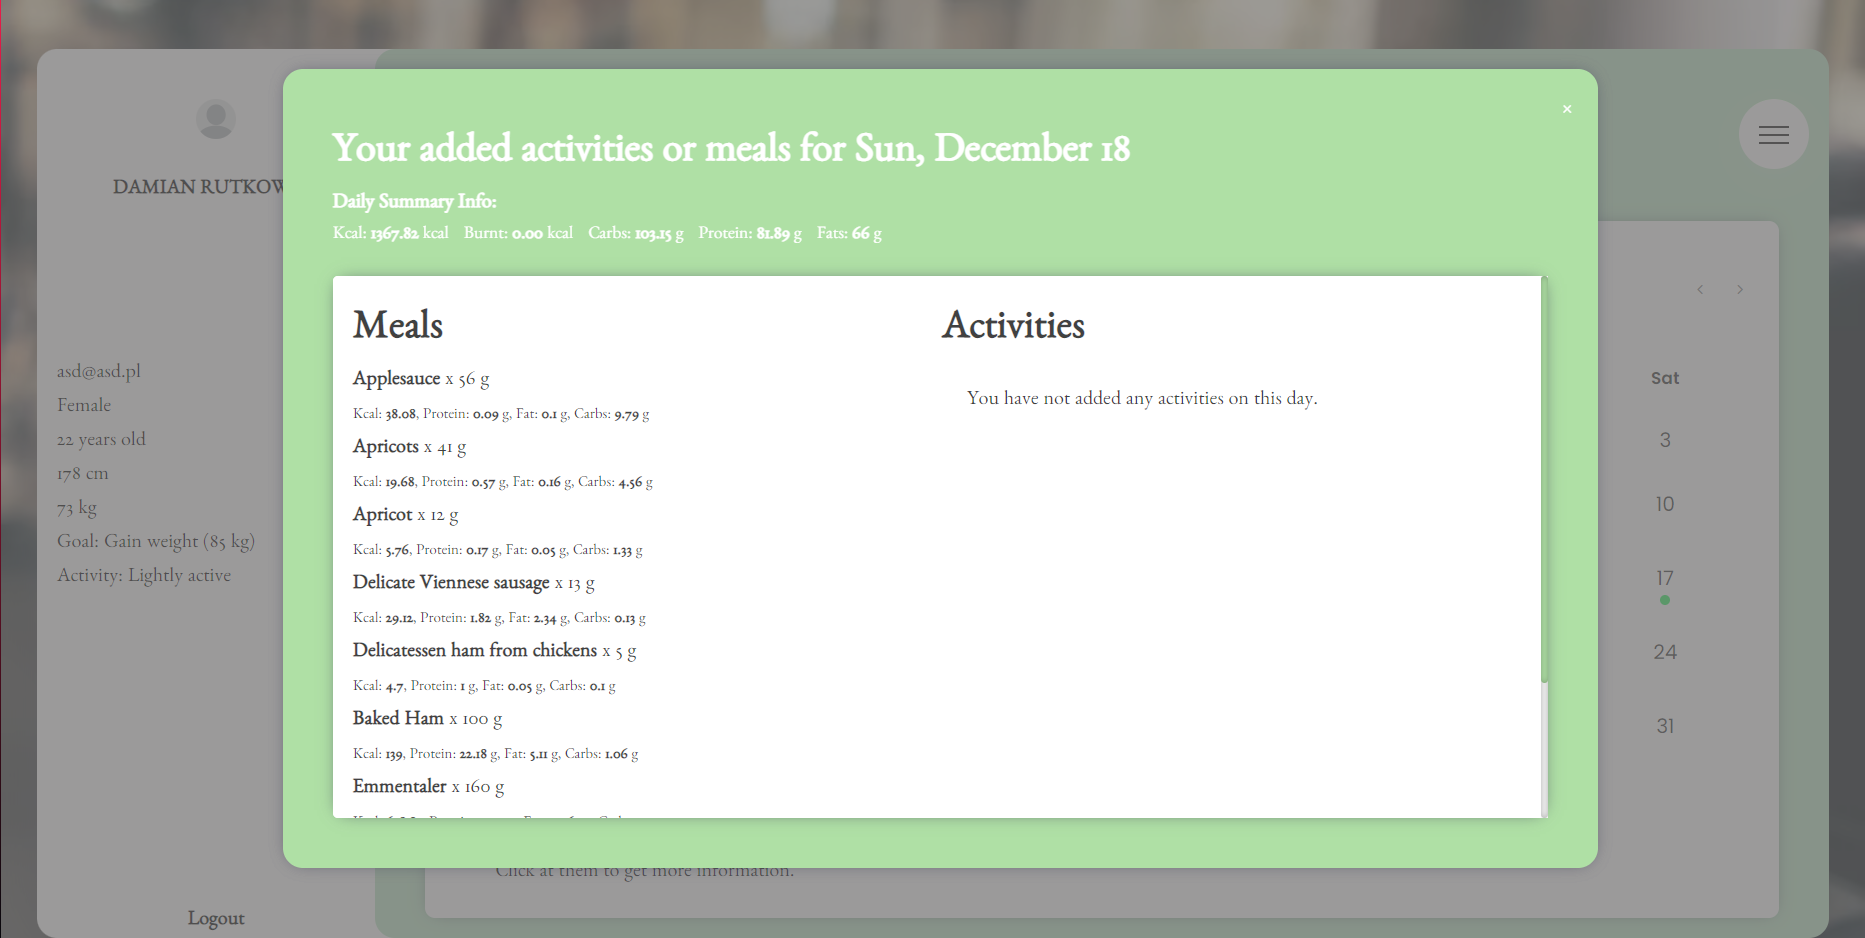 DAMIAN RUTKOW
asd@asd.pl
Female
22 years old
178 cm
73 kg
Goal: Gain weight (85 kg)
Activity: Lightly active
Logout
×
Your added activities or meals for Sun, December 18
Daily Summary Info:
Kcal: 1367.82 kcal Burnt: 0.00 kcal Carbs: 103.15 g Protein: 81.89 g Fats: 66 g
Meals
Applesauce x 56 g
Kcal: 38.08, Protein: 0.09 g, Fat: 0.1 g, Carbs: 9.79 g
Apricots x 41 g
Kcal: 19.68, Protein: 0.57 g, Fat: 0.16 g, Carbs: 4.56 g
Apricot x 12 g
Kcal: 5.76, Protein: 0.17 g, Fat: 0.05 g, Carbs: 1.33 g
Delicate Viennese sausage x 13 g
Kcal: 29.12, Protein: 1.82 g, Fat: 2.34 g, Carbs: 0.13 g
Delicatessen ham from chickens x 5 g
Kcal: 4.7, Protein: 1 g, Fat: 0.05 g, Carbs: 0.1 g
Baked Ham x 100 g
Kcal: 139, Protein: 22.18 g, Fat: 5.11 g, Carbs: 1.06 g
Emmentaler x 160 g
Activities
You have not added any activities on this day.
Sat
3
10
17
24
31
Click at them to get more information.